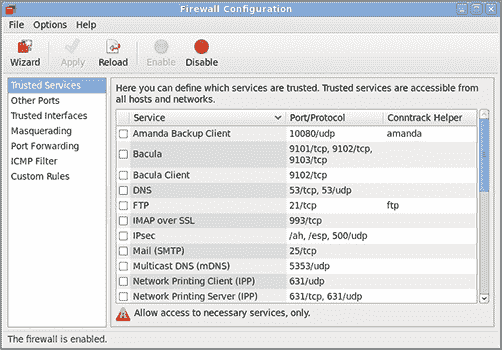 Firewall Configuration
File Options Help
Wizard Apply Reload Enable Disable
Trusted Services
Other Ports
Trusted Interfaces
Masquerading
Port Forwarding
ICMP Filter
Custom Rules
Here you can define which services are trusted. Trusted services are accessible from
all hosts and networks.
Service Port/Protocol Conntrack Helper
Amanda Backup Client 10080/udp amanda
Bacula 9101/tcp, 9102/tcp,
9103/tcp
Bacula Client 9102/tcp
DNS 53/tcp, 53/udp
FTP 21/tcp ftp
IMAP over SSL 993/tcp
IPsec /ah, /esp, 500/udp
Mail (SMTP) 25/tcp
Multicast DNS (mDNS) 5353/udp
Network Printing Client (IPP) 631/udp
Network Printing Server (IPP) 631/tcp, 631/udp
Allow access to necessary services, only.
The firewall is enabled.